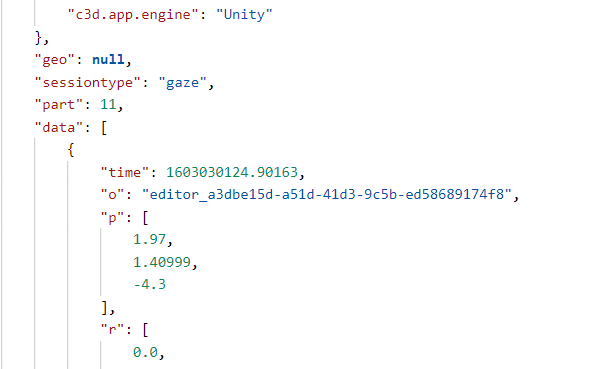 "c3d.app.engine": "Unity"
},
"geo": null,
"sessiontype": "gaze",
"part": 11,
"data": [
{
"time": 1603030124.90163,
"o": "editor_a3dbe15d-a51d-41d3-9c5b-ed58689174f8",
"p": [
1.97,
1.40999,
-4.3
],
"r": [
0.0,